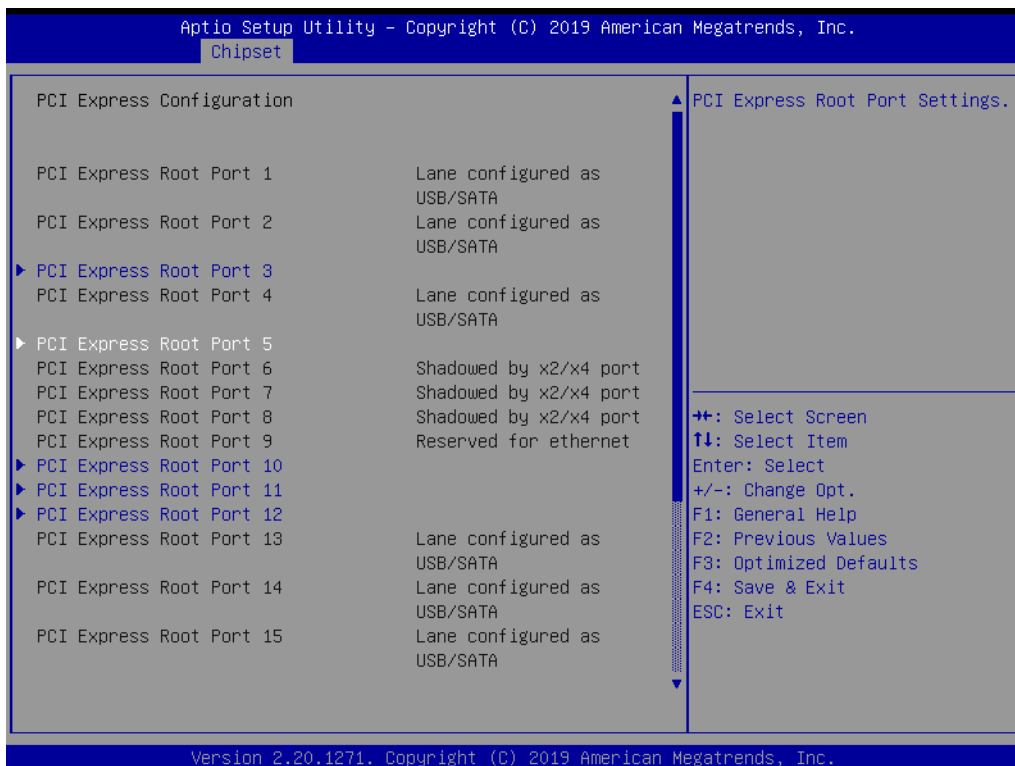 Aptio Setup Utility – Copyright (C) 2019 American Megatrends, Inc.
Chipset
PCI Express Configuration
PCI Express Root Port 1 Lane configured as
USB/SATA
PCI Express Root Port 2 Lane configured as
USB/SATA
PCI Express Root Port 3
PCI Express Root Port 4 Lane configured as
USB/SATA
PCI Express Root Port 5
PCI Express Root Port 6 Shadowed by x2/x4 port
PCI Express Root Port 7 Shadowed by x2/x4 port
PCI Express Root Port 8 Shadowed by x2/x4 port
PCI Express Root Port 9 Reserved for ethernet
PCI Express Root Port 10
PCI Express Root Port 11
PCI Express Root Port 12
PCI Express Root Port 13 Lane configured as
USB/SATA
PCI Express Root Port 14 Lane configured as
USB/SATA
PCI Express Root Port 15 Lane configured as
USB/SATA
PCI Express Root Port Settings.
→←: Select Screen
↑↓: Select Item
Enter: Select
+/-: Change Opt.
F1: General Help
F2: Previous Values
F3: Optimized Defaults
F4: Save & Exit
ESC: Exit
Version 2.20.1271. Copyright (C) 2019 American Megatrends, Inc.